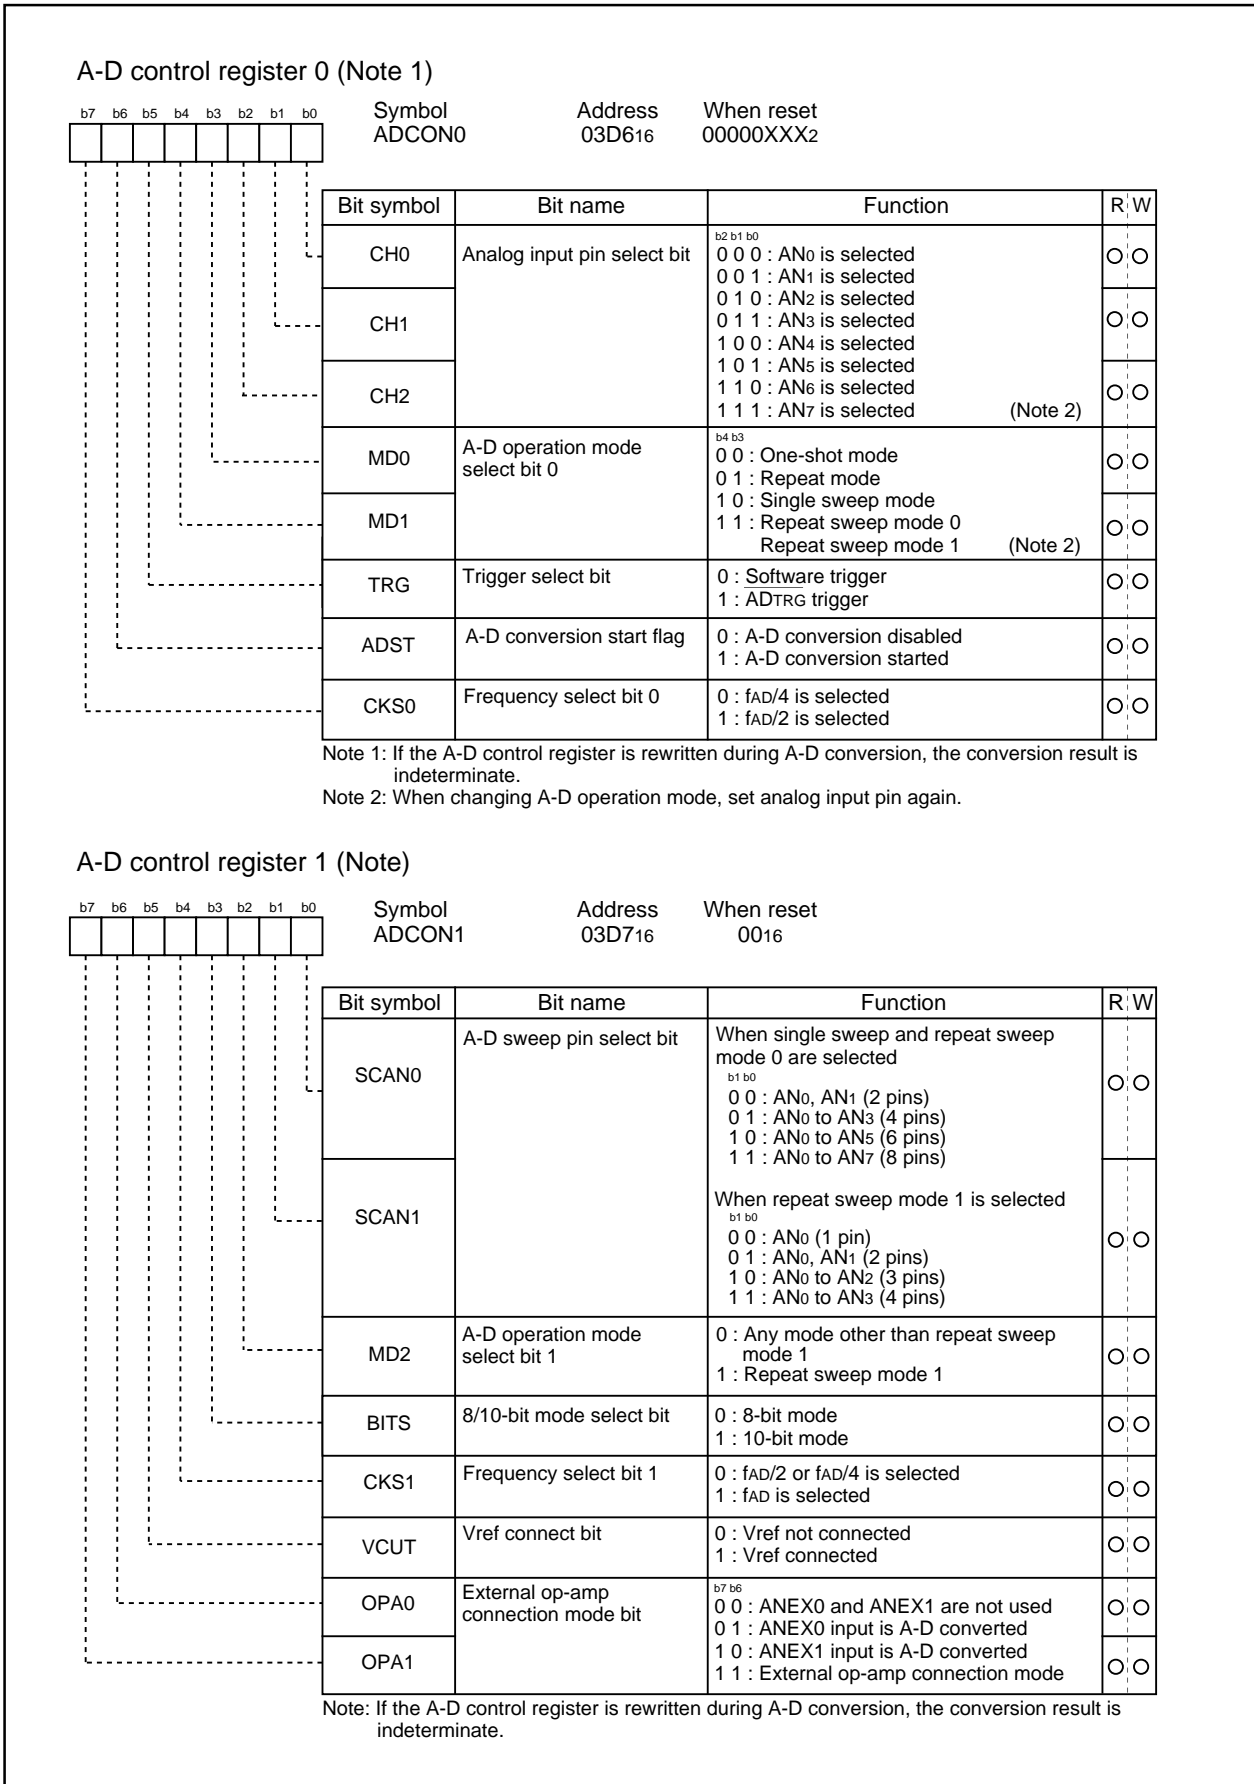 A-D control register 0 (Note 1)
b7 b6 b5 b4 b3 b2 b1 b0
Symbol Address When reset
ADCON0 03D616 00000XXX2
Bit symbol Bit name Function R W
CH0 Analog input pin select bit
b2 b1 b0
0 0 0 : AN0 is selected
0 0 1 : AN1 is selected
0 1 0 : AN2 is selected
CH1
0 1 1 : AN3 is selected
1 0 0 : AN4 is selected
1 0 1 : AN5 is selected
CH2
1 1 0 : AN6 is selected
1 1 1 : AN7 is selected (Note 2)
MD0 A-D operation mode
select bit 0
b4 b3
0 0 : One-shot mode
0 1 : Repeat mode
1 0 : Single sweep mode
MD1
1 1 : Repeat sweep mode 0
Repeat sweep mode 1 (Note 2)
TRG Trigger select bit
0 : Software trigger
1 : ADTRG trigger
ADST A-D conversion start flag
0 : A-D conversion disabled
1 : A-D conversion started
CKS0 Frequency select bit 0
0 : fAD/4 is selected
1 : fAD/2 is selected
Note 1: If the A-D control register is rewritten during A-D conversion, the conversion result is
indeterminate.
Note 2: When changing A-D operation mode, set analog input pin again.
A-D control register 1 (Note)
b7 b6 b5 b4 b3 b2 b1 b0
Symbol Address When reset
ADCON1 03D716 0016
Bit symbol Bit name Function R W
SCAN0 A-D sweep pin select bit
When single sweep and repeat sweep
mode 0 are selected
b1 b0
0 0 : AN0, AN1 (2 pins)
0 1 : AN0 to AN3 (4 pins)
1 0 : AN0 to AN5 (6 pins)
1 1 : AN0 to AN7 (8 pins)
SCAN1
When repeat sweep mode 1 is selected
b1 b0
0 0 : AN0 (1 pin)
0 1 : AN0, AN1 (2 pins)
1 0 : AN0 to AN2 (3 pins)
1 1 : AN0 to AN3 (4 pins)
MD2 A-D operation mode
select bit 1
0 : Any mode other than repeat sweep
mode 1
1 : Repeat sweep mode 1
BITS 8/10-bit mode select bit
0 : 8-bit mode
1 : 10-bit mode
CKS1 Frequency select bit 1
0 : fAD/2 or fAD/4 is selected
1 : fAD is selected
VCUT Vref connect bit
0 : Vref not connected
1 : Vref connected
OPA0 External op-amp
connection mode bit
b7 b6
0 0 : ANEX0 and ANEX1 are not used
0 1 : ANEX0 input is A-D converted
OPA1
1 0 : ANEX1 input is A-D converted
1 1 : External op-amp connection mode
Note: If the A-D control register is rewritten during A-D conversion, the conversion result is
indeterminate.